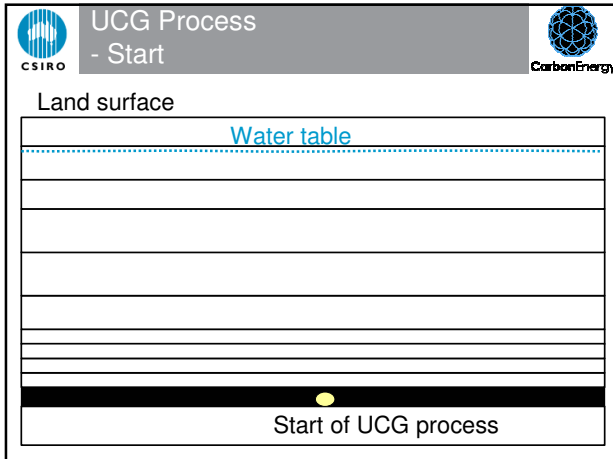 UCG Process
- Start
CSIRO
CarbonEnergy
Land surface
Water table
Start of UCG process